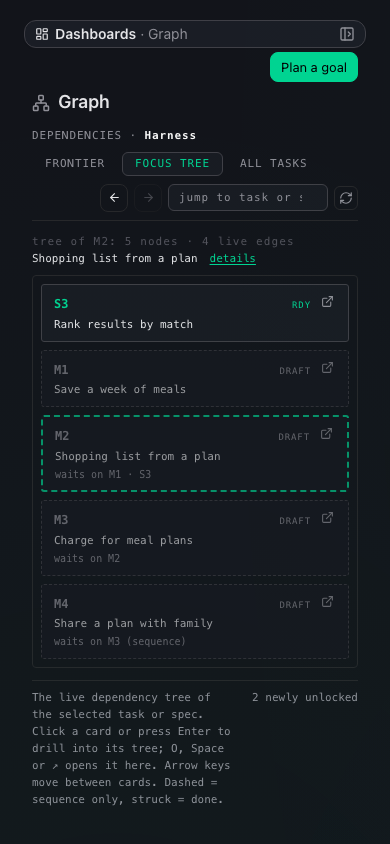 Dashboards · Graph
Plan a goal
Graph
DEPENDENCIES · Harness
FRONTIER FOCUS TREE ALL TASKS
← → jump to task or s
tree of M2: 5 nodes · 4 live edges
Shopping list from a plan details
S3 RDY
Rank results by match
M1 DRAFT
Save a week of meals
M2 DRAFT
Shopping list from a plan
waits on M1 · S3
M3 DRAFT
Charge for meal plans
waits on M2
M4 DRAFT
Share a plan with family
waits on M3 (sequence)
The live dependency tree of
the selected task or spec.
Click a card or press Enter to
drill into its tree; O, Space
or ↗ opens it here. Arrow keys
move between cards. Dashed =
sequence only, struck = done.
2 newly unlocked